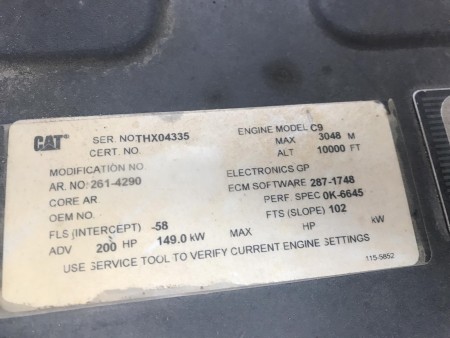 CAT SER. NO THX04335 ENGINE MODEL C9
CERT. NO. MAX 3048 M
ALT 10000 FT
MODIFICATION NO
AR. NO: 261-4290 ELECTRONICS GP
CORE AR ECM SOFTWARE 287-1748
OEM NO. PERF. SPEC 0K-6645
FLS (INTERCEPT) -58 FTS (SLOPE) 102
ADV 200 HP 149.0 kW MAX HP kW
USE SERVICE TOOL TO VERIFY CURRENT ENGINE SETTINGS
115-5852